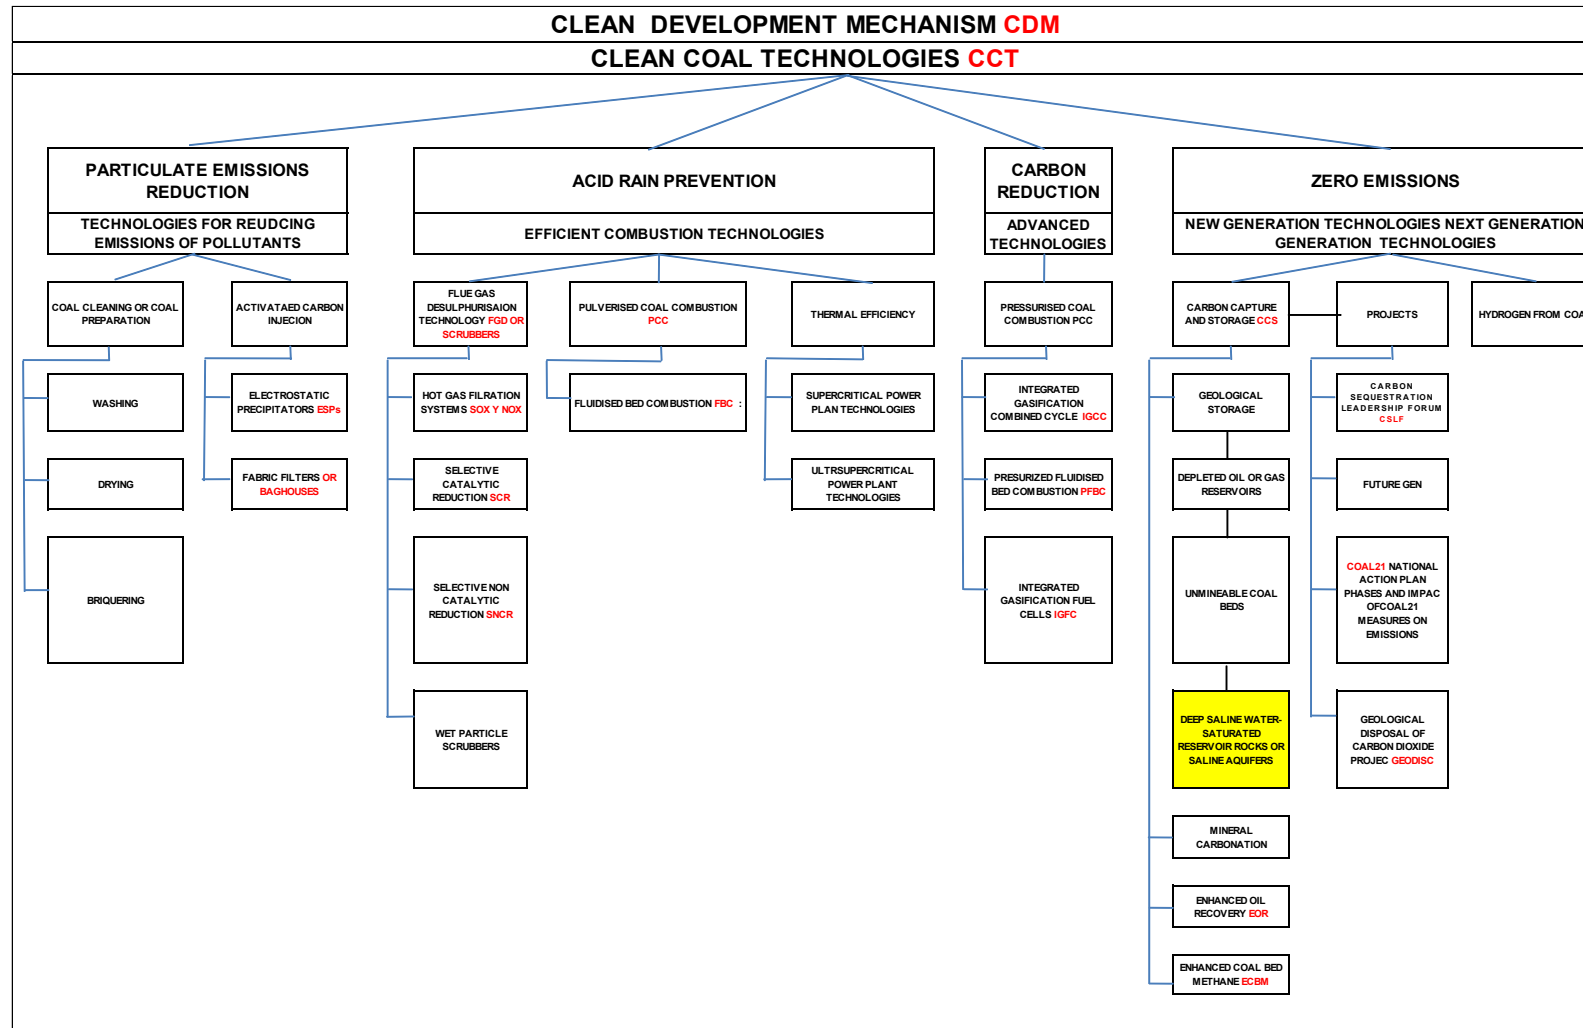 CLEAN DEVELOPMENT MECHANISM CDM
CLEAN COAL TECHNOLOGIES CCT
PARTICULATE EMISSIONS
REDUCTION
TECHNOLOGIES FOR REUDCING
EMISSIONS OF POLLUTANTS
ACID RAIN PREVENTION
EFFICIENT COMBUSTION TECHNOLOGIES
CARBON
REDUCTION
ADVANCED
TECHNOLOGIES
ZERO EMISSIONS
NEW GENERATION TECHNOLOGIES NEXT GENERATION
GENERATION TECHNOLOGIES
COAL CLEANING OR COAL
PREPARATION
ACTIVATAED CARBON
INJECION
FLUE GAS
DESULPHURISAION
TECHNOLOGY FGD OR
SCRUBBERS
PULVERISED COAL COMBUSTION
PCC
THERMAL EFFICIENCY
PRESSURISED COAL
COMBUSTION PCC
CARBON CAPTURE
AND STORAGE CCS
PROJECTS
HYDROGEN FROM COA
WASHING
ELECTROSTATIC
PRECIPITATORS ESPs
HOT GAS FILRATION
SYSTEMS SOX Y NOX
FLUIDISED BED COMBUSTION FBC :
SUPERCRITICAL POWER
PLAN TECHNOLOGIES
INTEGRATED
GASIFICATION
COMBINED CYCLE IGCC
GEOLOGICAL
STORAGE
CARBON
SEQUESTRATION
LEADERSHIP FORUM
CSLF
DRYING
FABRIC FILTERS OR
BAGHOUSES
SELECTIVE
CATALYTIC
REDUCTION SCR
ULTRSUPERCRITICAL
POWER PLANT
TECHNOLOGIES
PRESURIZED FLUIDISED
BED COMBUSTION PFBC
DEPLETED OIL OR GAS
RESERVOIRS
FUTURE GEN
BRIQUERING
SELECTIVE NON
CATALYTIC
REDUCTION SNCR
INTEGRATED
GASIFICATION FUEL
CELLS IGFC
UNMINEABLE COAL
BEDS
COAL21 NATIONAL
ACTION PLAN
PHASES AND IMPAC
OFCOAL21
MEASURES ON
EMISSIONS
WET PARTICLE
SCRUBBERS
DEEP SALINE WATER-
SATURATED
RESERVOIR ROCKS OR
SALINE AQUIFERS
GEOLOGICAL
DISPOSAL OF
CARBON DIOXIDE
PROJEC GEODISC
MINERAL
CARBONATION
ENHANCED OIL
RECOVERY EOR
ENHANCED COAL BED
METHANE ECBM